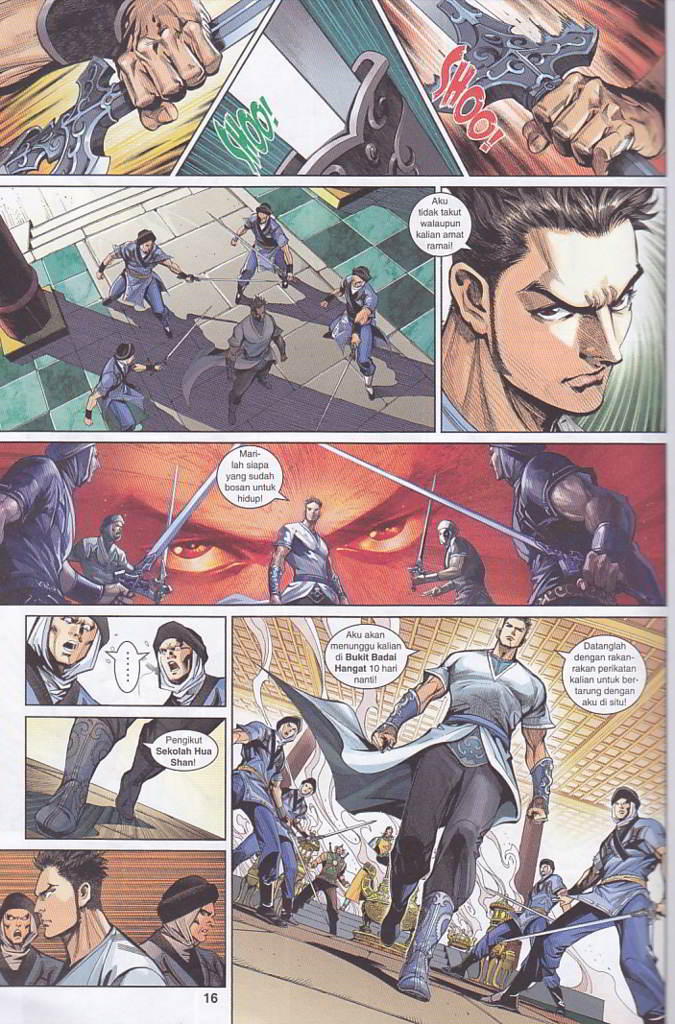 SHOO!
SHOO!
Aku
tidak takut
walaupun
kalian amat
ramai!
Mari-
lah siapa
yang sudah
bosan untuk
hidup!
......
Pengikut
Sekolah Hua
Shan!
Aku akan
menunggu kalian
di Bukit Badai
Hangat 10 hari
nanti!
Datanglah
dengan rakan-
rakan perikatan
kalian untuk ber-
tarung dengan
aku di situ!
16